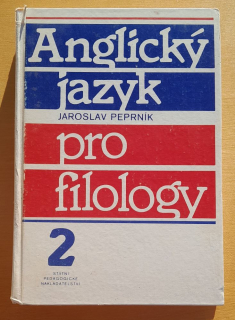 Anglický
jazyk
JAROSLAV PEPRNÍK
pro
filology
2
STÁTNÍ
PEDAGOGICKÉ
NAKLADATELSTVÍ